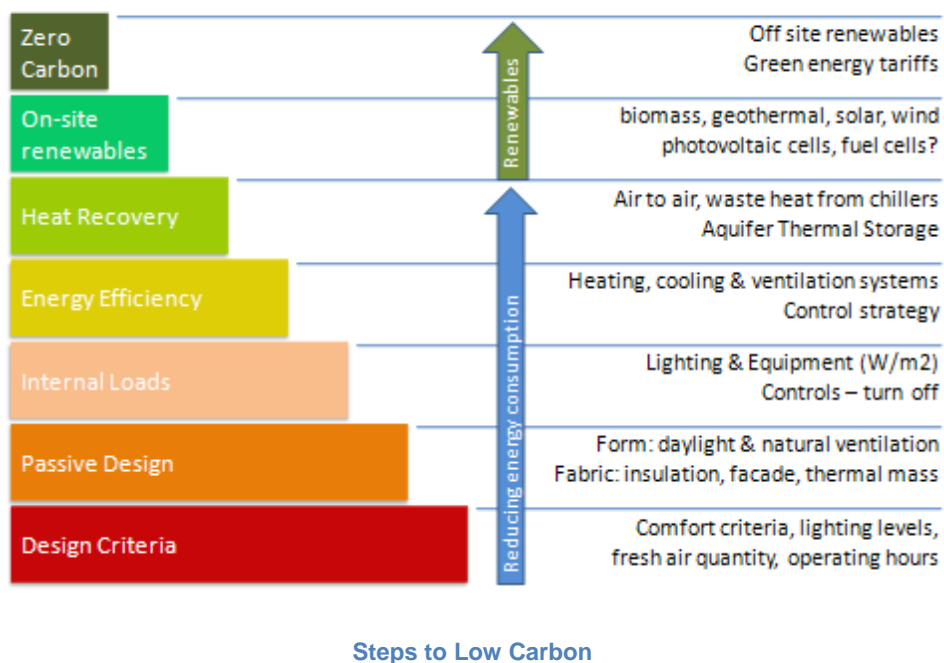 Zero
Carbon
Off site renewables
Green energy tariffs
On-site
renewables
biomass, geothermal, solar, wind
photovoltaic cells, fuel cells?
Renewables
Heat Recovery
Air to air, waste heat from chillers
Aquifer Thermal Storage
Energy Efficiency
Heating, cooling & ventilation systems
Control strategy
Internal Loads
Lighting & Equipment (W/m2)
Controls – turn off
Passive Design
Form: daylight & natural ventilation
Fabric: insulation, facade, thermal mass
Design Criteria
Comfort criteria, lighting levels,
fresh air quantity, operating hours
Reducing energy consumption
Steps to Low Carbon